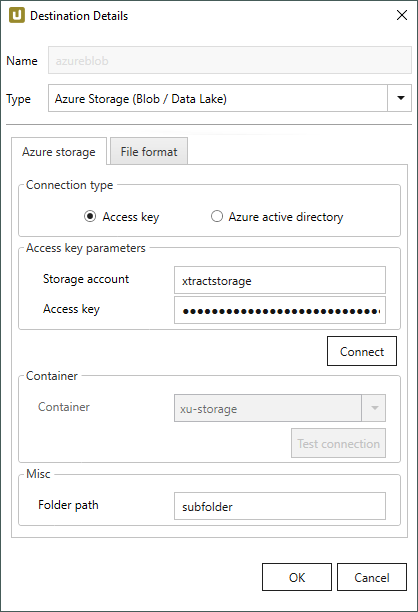 Destination Details
Name azureblob
Type Azure Storage (Blob / Data Lake)
Azure storage File format
Connection type
Access key Azure active directory
Access key parameters
Storage account xtractstorage
Access key ●●●●●●●●●●●●●●●●●●●●●●●●●●●●●●
Connect
Container
Container xu-storage
Test connection
Misc
Folder path subfolder
OK Cancel